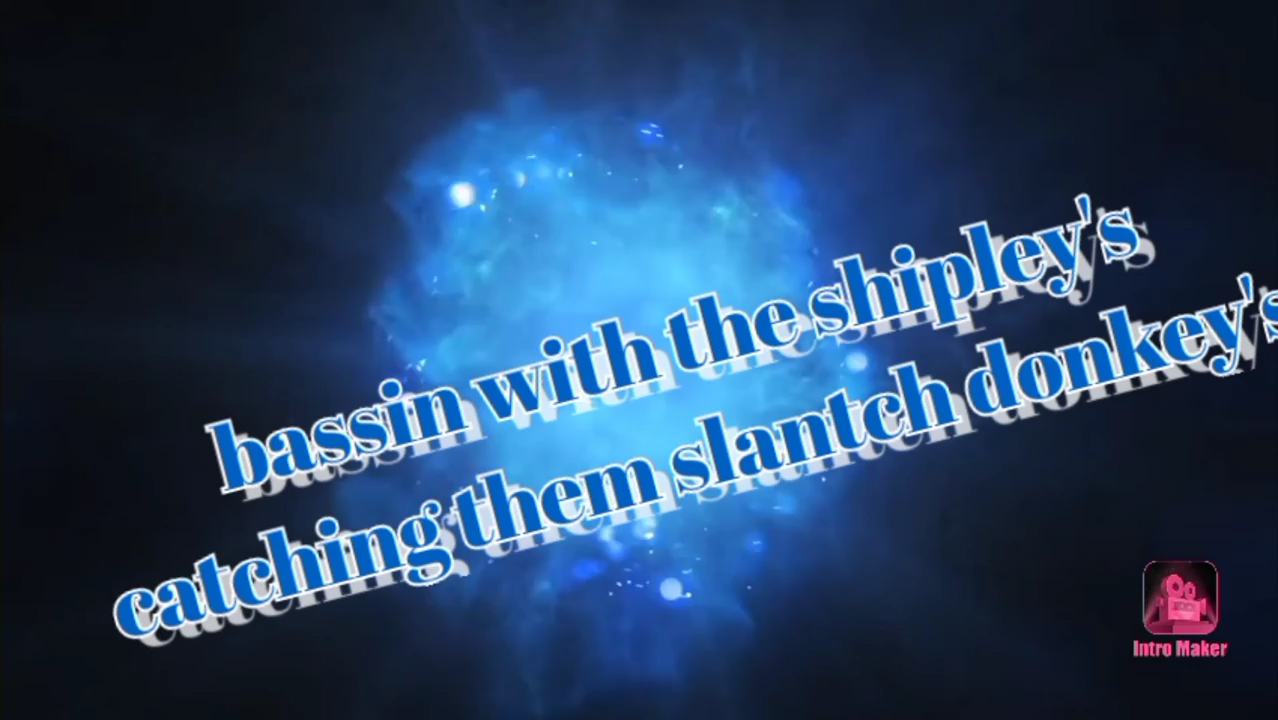 bassin with the shipley's
catching them slantch donkey's
Intro Maker